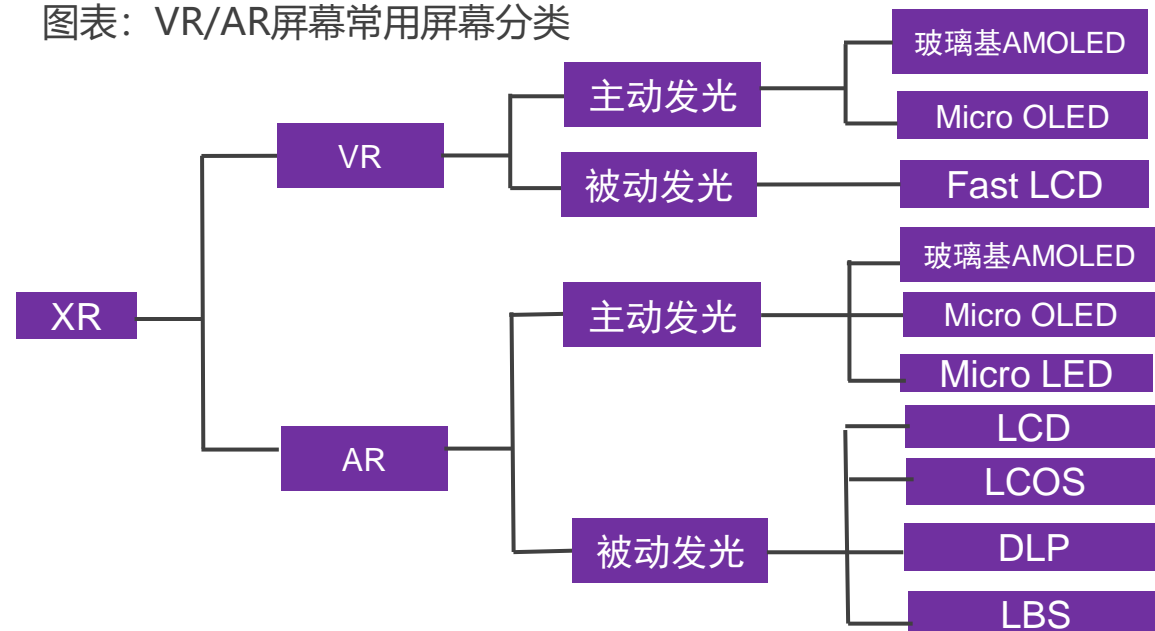 图表：VR/AR屏幕常用屏幕分类
XR
VR
主动发光
玻璃基AMOLED
Micro OLED
被动发光
Fast LCD
AR
主动发光
玻璃基AMOLED
Micro OLED
Micro LED
被动发光
LCD
LCOS
DLP
LBS